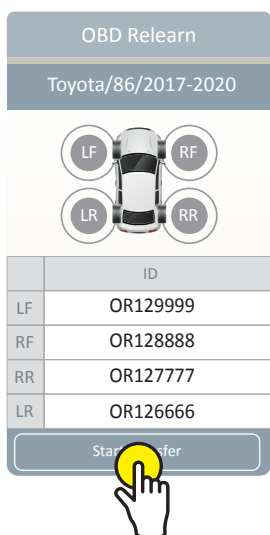 OBD Relearn
Toyota/86/2017-2020
LF RF
LR RR
ID
LF OR129999
RF OR128888
RR OR127777
LR OR126666